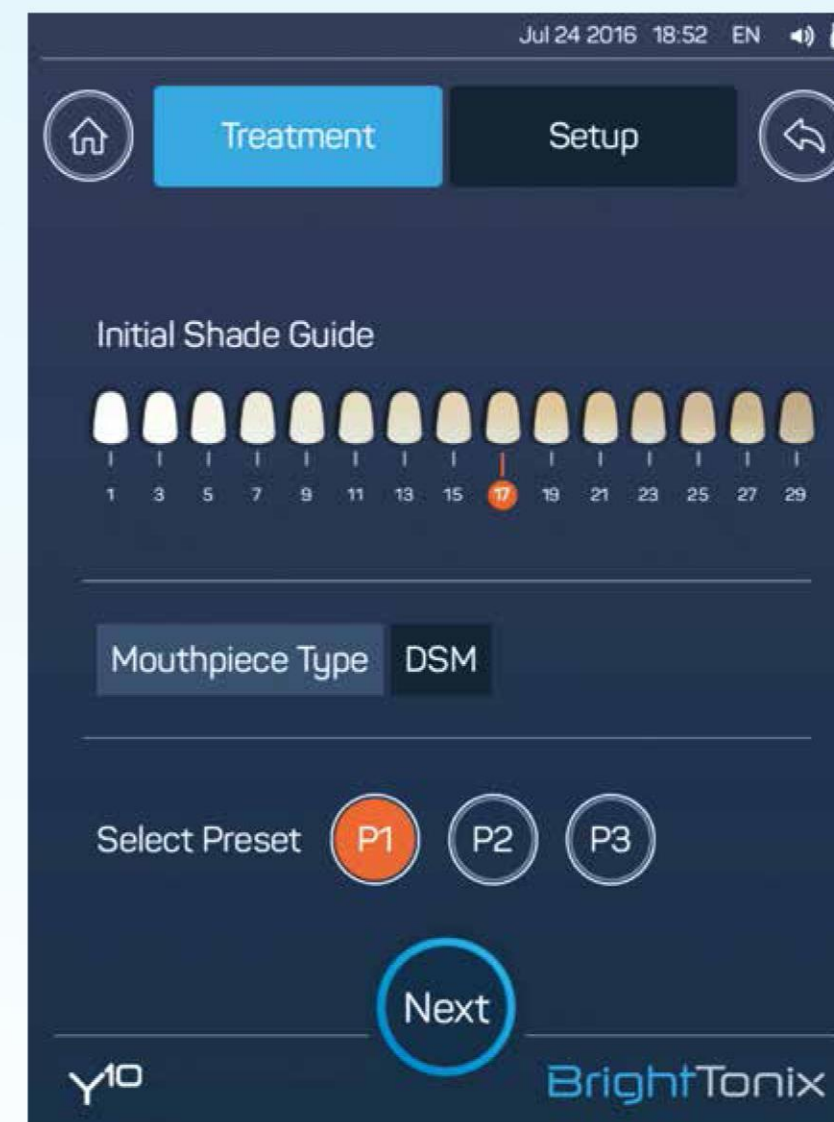 Jul 24 2016 18:52 EN
Treatment Setup
Initial Shade Guide
1 3 5 7 9 11 13 15 17 19 21 23 25 27 29
Mouthpiece Type DSM
Select Preset P1 P2 P3
Next
Y10 BrightTonix